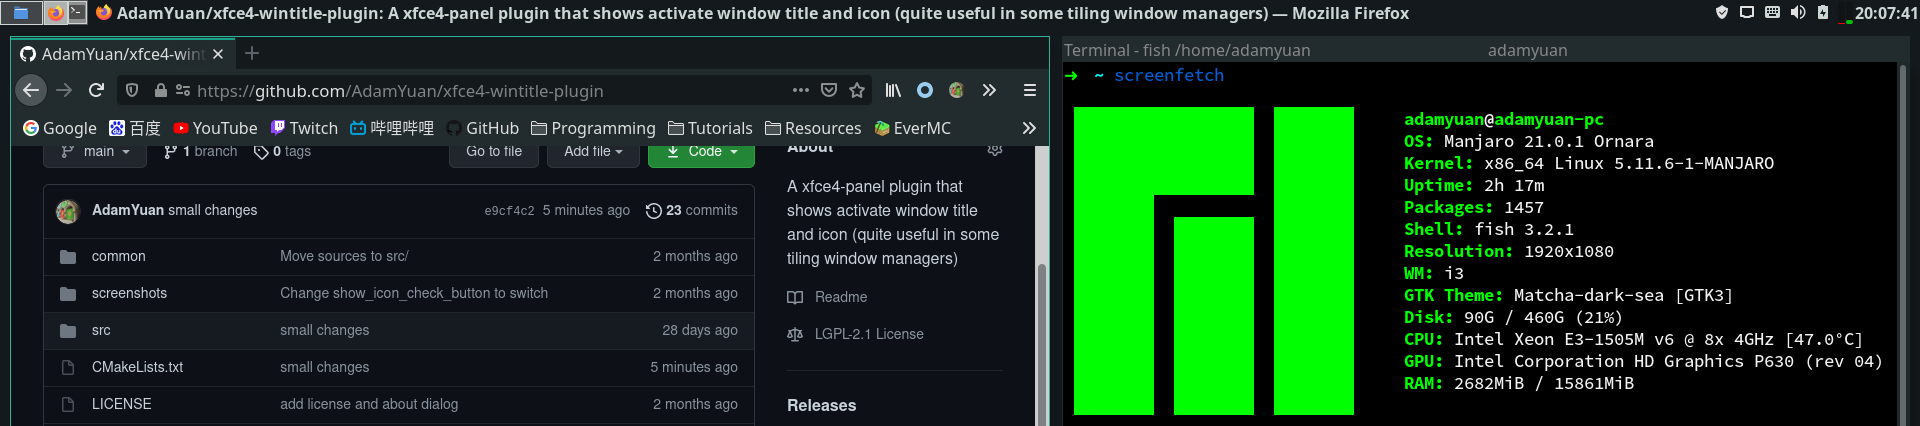 AdamYuan/xfce4-wintitle-plugin: A xfce4-panel plugin that shows activate window title and icon (quite useful in some tiling window managers) — Mozilla Firefox
20:07:41
AdamYuan/xfce4-wint
https://github.com/AdamYuan/xfce4-wintitle-plugin
Google 百度 YouTube Twitch 哔哩哔哩 GitHub Programming Tutorials Resources EverMC
main 1 branch 0 tags Go to file Add file Code
AdamYuan small changes e9cf4c2 5 minutes ago 23 commits
common Move sources to src/ 2 months ago
screenshots Change show_icon_check_button to switch 2 months ago
src small changes 28 days ago
CMakeLists.txt small changes 5 minutes ago
LICENSE add license and about dialog 2 months ago
About
A xfce4-panel plugin that
shows activate window title
and icon (quite useful in some
tiling window managers)
Readme
LGPL-2.1 License
Releases
Terminal - fish /home/adamyuan
adamyuan
➜ ~ screenfetch
adamyuan@adamyuan-pc
OS: Manjaro 21.0.1 Ornara
Kernel: x86_64 Linux 5.11.6-1-MANJARO
Uptime: 2h 17m
Packages: 1457
Shell: fish 3.2.1
Resolution: 1920x1080
WM: i3
GTK Theme: Matcha-dark-sea [GTK3]
Disk: 90G / 460G (21%)
CPU: Intel Xeon E3-1505M v6 @ 8x 4GHz [47.0°C]
GPU: Intel Corporation HD Graphics P630 (rev 04)
RAM: 2682MiB / 15861MiB